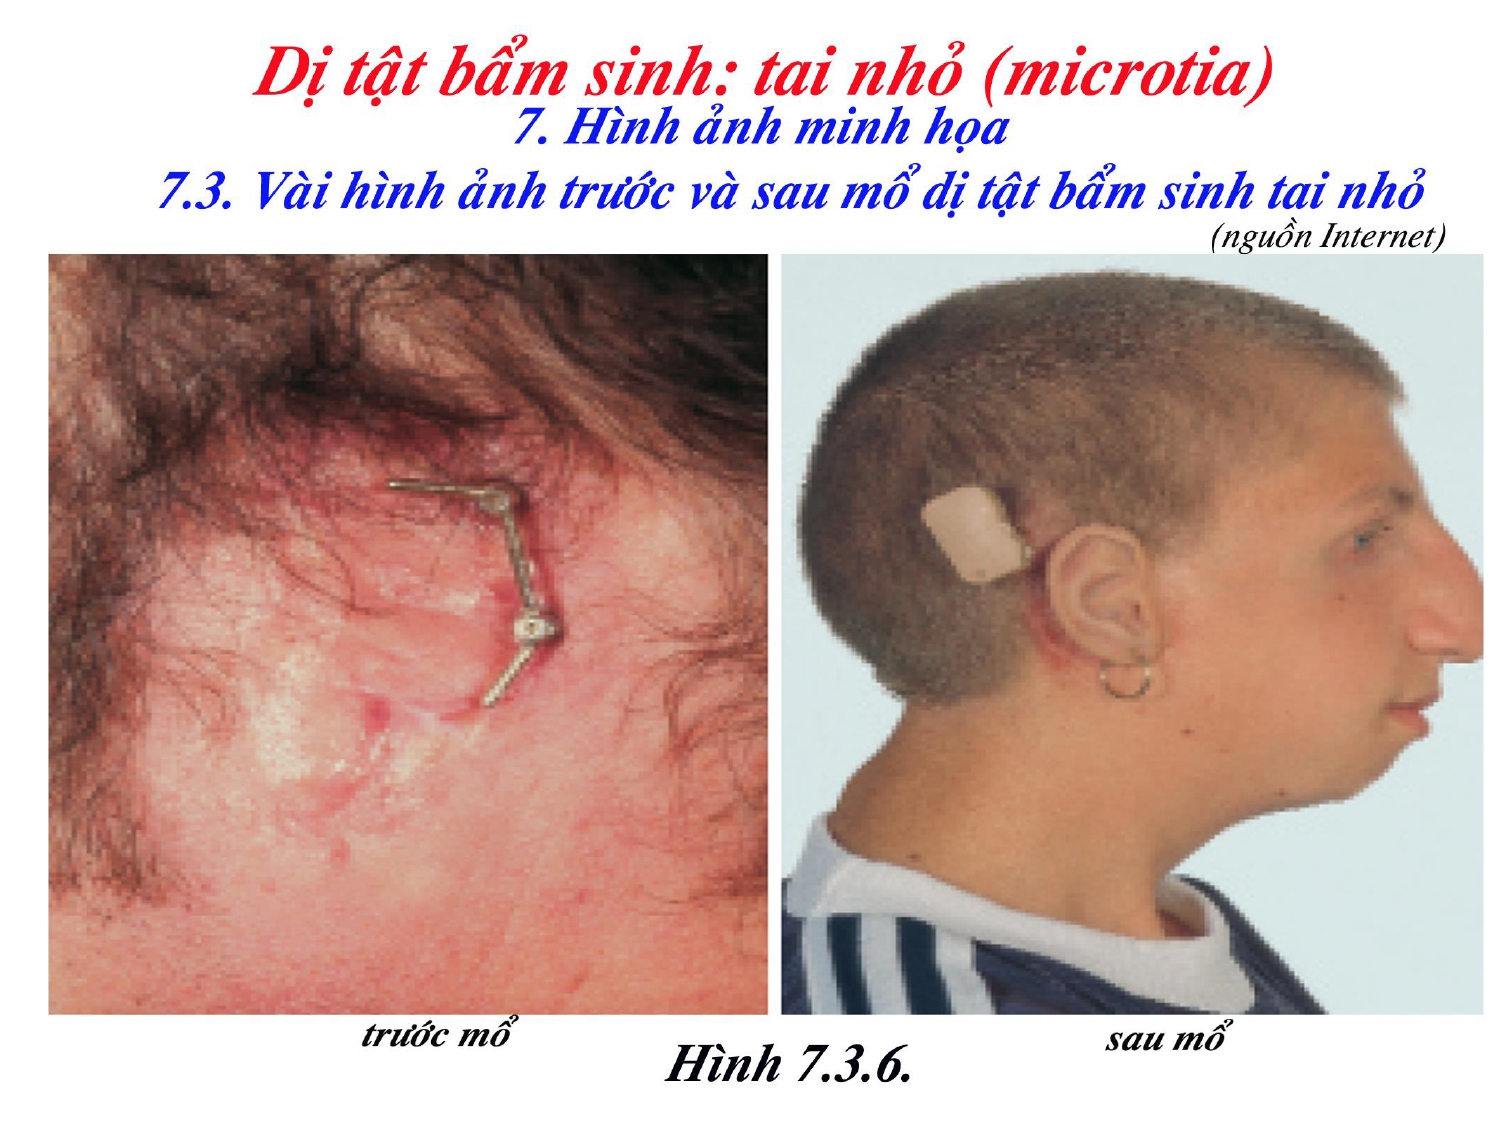 Dị tật bẩm sinh: tai nhỏ (microtia)
7. Hình ảnh minh họa
7.3. Vài hình ảnh trước và sau mổ dị tật bẩm sinh tai nhỏ
(nguồn Internet)
trước mổ
sau mổ
Hình 7.3.6.